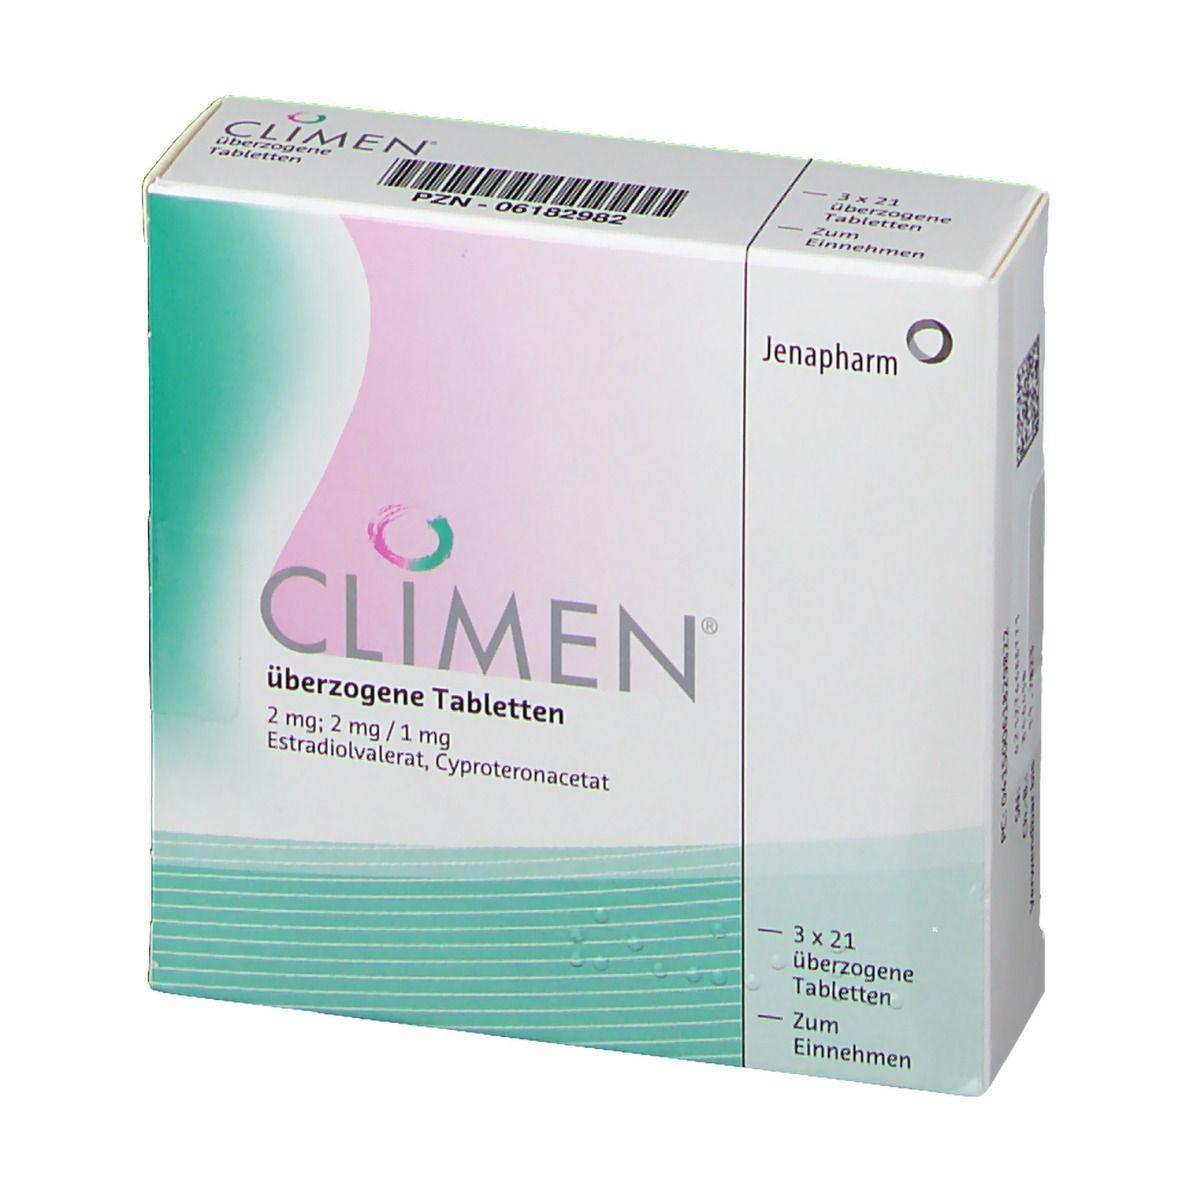 CLIMEN®
überzogene
Tabletten
PZN - 06182982
3 x 21
überzogene
Tabletten
Zum
Einnehmen
Jenapharm
CLIMEN®
überzogene Tabletten
2 mg; 2 mg / 1 mg
Estradiolvalerat, Cyproteronacetat
3 x 21
überzogene
Tabletten
Zum
Einnehmen